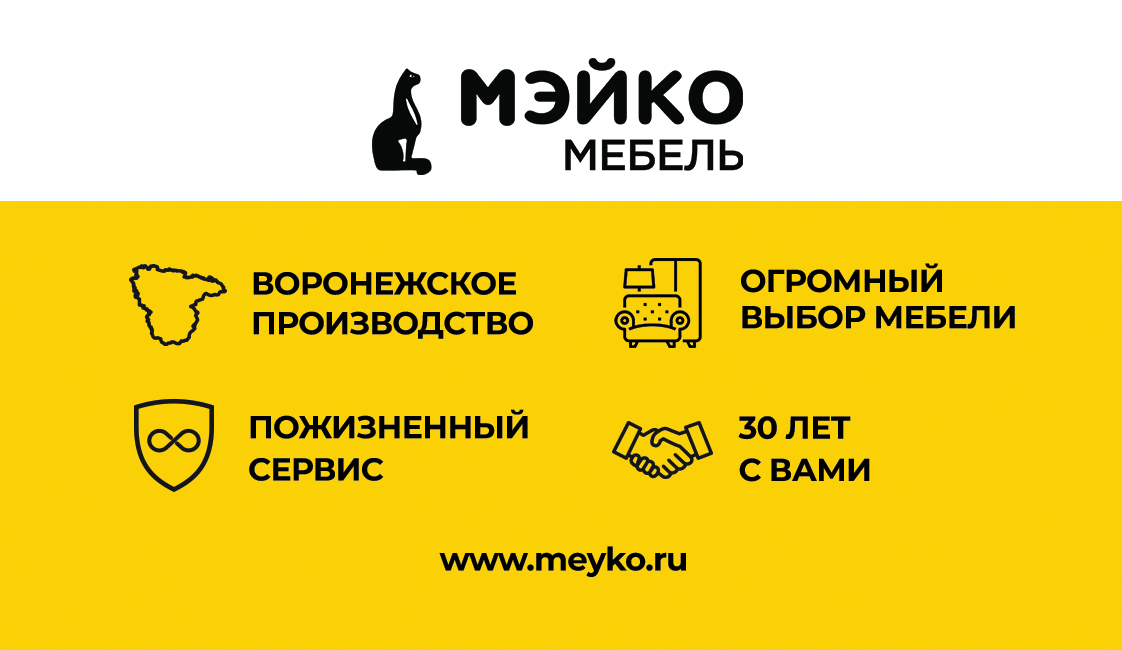 МЭЙКО
МЕБЕЛЬ
ВОРОНЕЖСКОЕ
ПРОИЗВОДСТВО
ОГРОМНЫЙ
ВЫБОР МЕБЕЛИ
ПОЖИЗНЕННЫЙ
СЕРВИС
30 ЛЕТ
С ВАМИ
www.meyko.ru